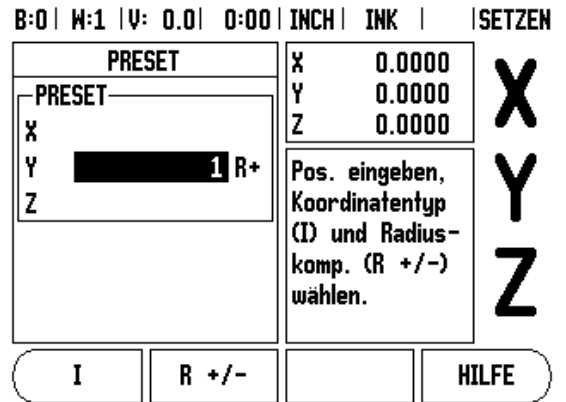 B:0 | W:1 | V: 0.0 | 0:00 | INCH | INK | | SETZEN
PRESET
PRESET
X
Y 1 R+
Z
X 0.0000
Y 0.0000
Z 0.0000
Pos. eingeben,
Koordinatentyp
(I) und Radius-
komp. (R +/-)
wählen.
X
Y
Z
I
R +/-
HILFE